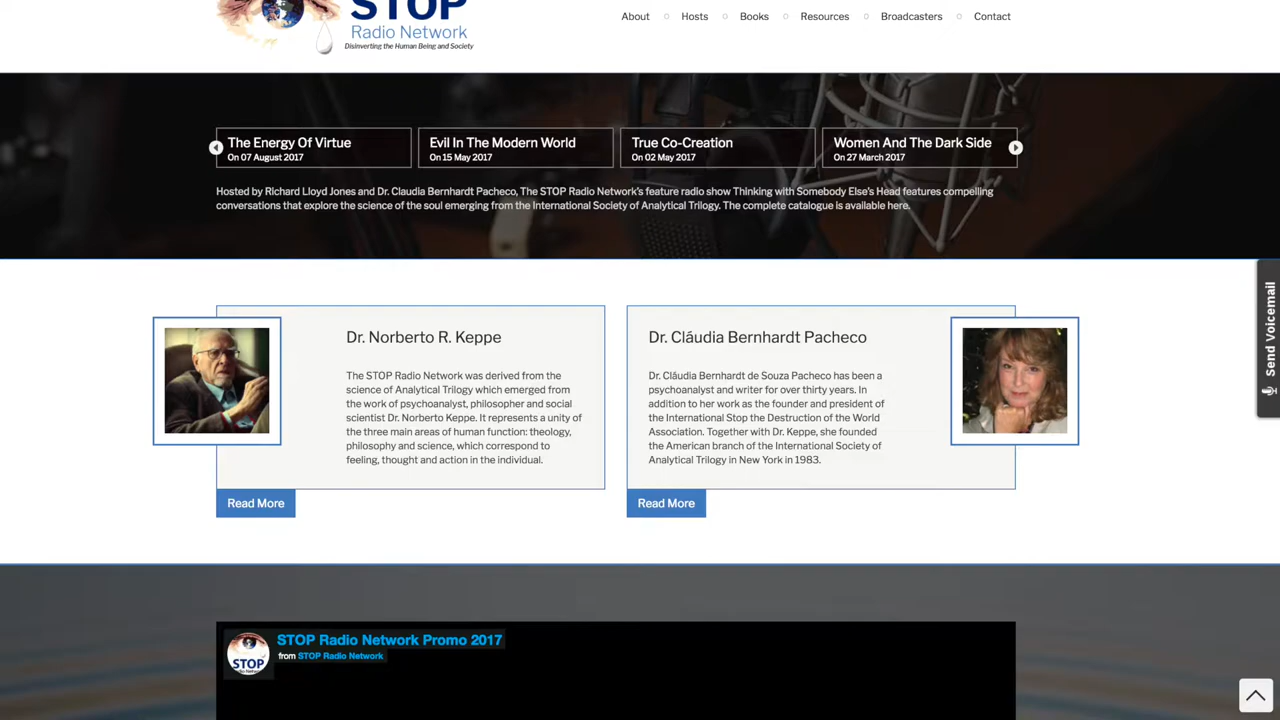 STOP
Radio Network
Disinverting the Human Being and Society
About Hosts Books Resources Broadcasters Contact
The Energy Of Virtue
On 07 August 2017
Evil In The Modern World
On 15 May 2017
True Co-Creation
On 02 May 2017
Women And The Dark Side
On 27 March 2017
Hosted by Richard Lloyd Jones and Dr. Claudia Bernhardt Pacheco, The STOP Radio Network's feature radio show Thinking with Somebody Else's Head features compelling
conversations that explore the science of the soul emerging from the International Society of Analytical Trilogy. The complete catalogue is available here.
Send Voicemail
Dr. Norberto R. Keppe
The STOP Radio Network was derived from the
science of Analytical Trilogy which emerged from
the work of psychoanalyst, philosopher and social
scientist Dr. Norberto Keppe. It represents a unity of
the three main areas of human function: theology,
philosophy and science, which correspond to
feeling, thought and action in the individual.
Read More
Dr. Cláudia Bernhardt Pacheco
Dr. Cláudia Bernhardt de Souza Pacheco has been a
psychoanalyst and writer for over thirty years. In
addition to her work as the founder and president of
the International Stop the Destruction of the World
Association. Together with Dr. Keppe, she founded
the American branch of the International Society of
Analytical Trilogy in New York in 1983.
Read More
STOP
Radio Network
STOP Radio Network Promo 2017
from STOP Radio Network